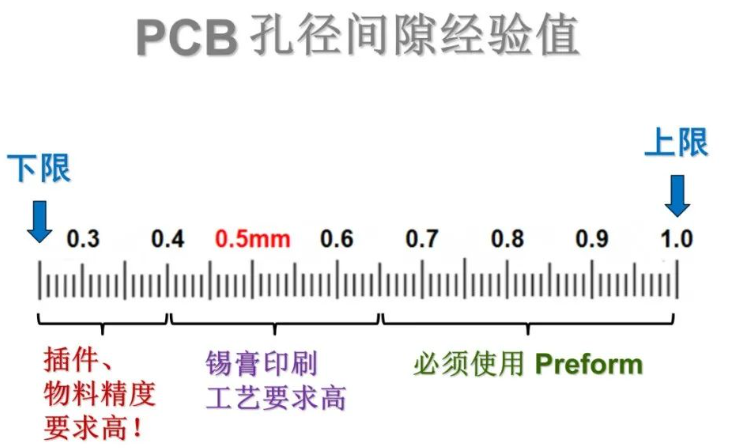 PCB 孔径间隙经验值
下限
上限
0.3 0.4 0.5mm 0.6 0.7 0.8 0.9 1.0
插件、
物料精度
要求高！
锡膏印刷
工艺要求高
必须使用 Preform